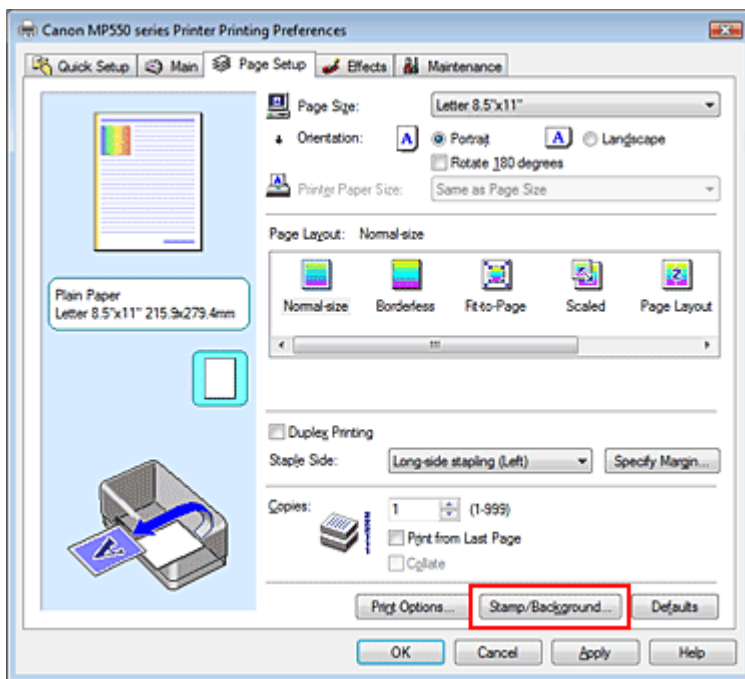 Canon MP550 series Printer Printing Preferences
Quick Setup Main Page Setup Effects Maintenance
Page Size: Letter 8.5"x11"
Orientation: A Portrait A Landscape
Rotate 180 degrees
Printer Paper Size: Same as Page Size
Page Layout: Normal-size
Normal-size Borderless Fit-to-Page Scaled Page Layout
Plain Paper
Letter 8.5"x11" 215.9x279.4mm
Duplex Printing
Staple Side: Long-side stapling (Left) Specify Margin...
Copies: 1 (1-999)
Print from Last Page
Collate
Print Options... Stamp/Background... Defaults
OK Cancel Apply Help